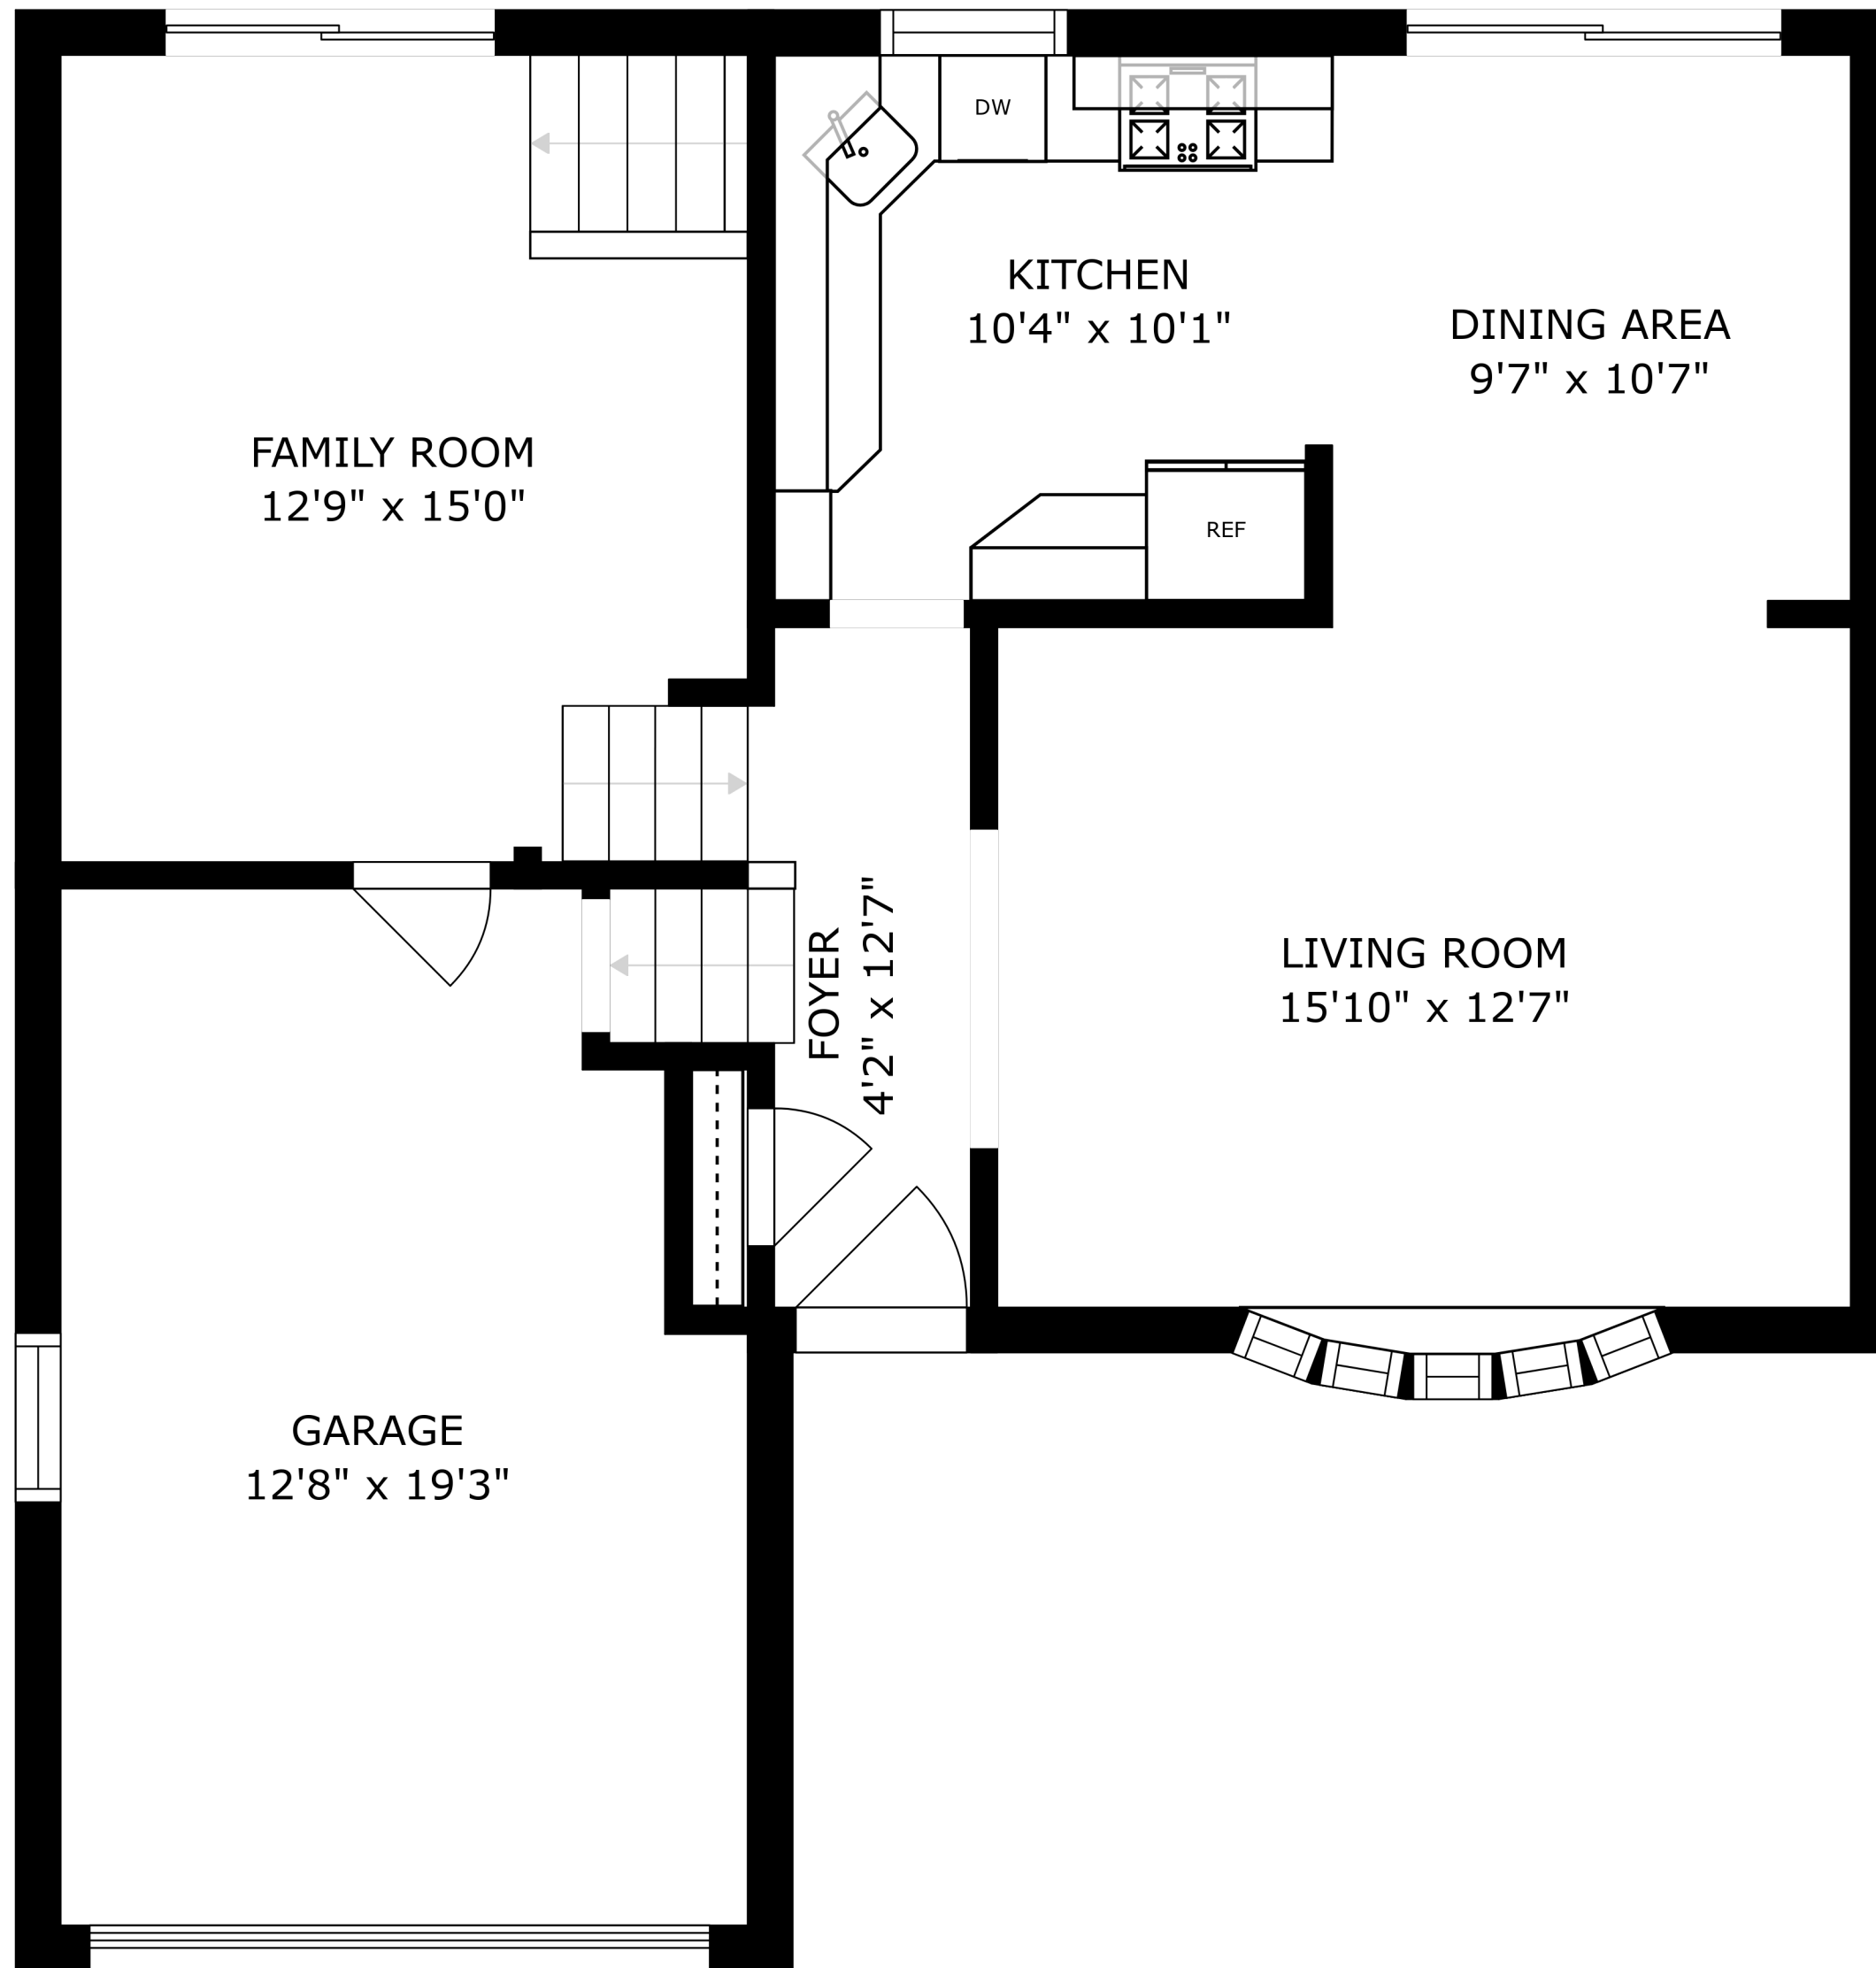 DW
KITCHEN
10'4" x 10'1"
DINING AREA
9'7" x 10'7"
FAMILY ROOM
12'9" x 15'0"
REF
FOYER
4'2" x 12'7"
LIVING ROOM
15'10" x 12'7"
GARAGE
12'8" x 19'3"